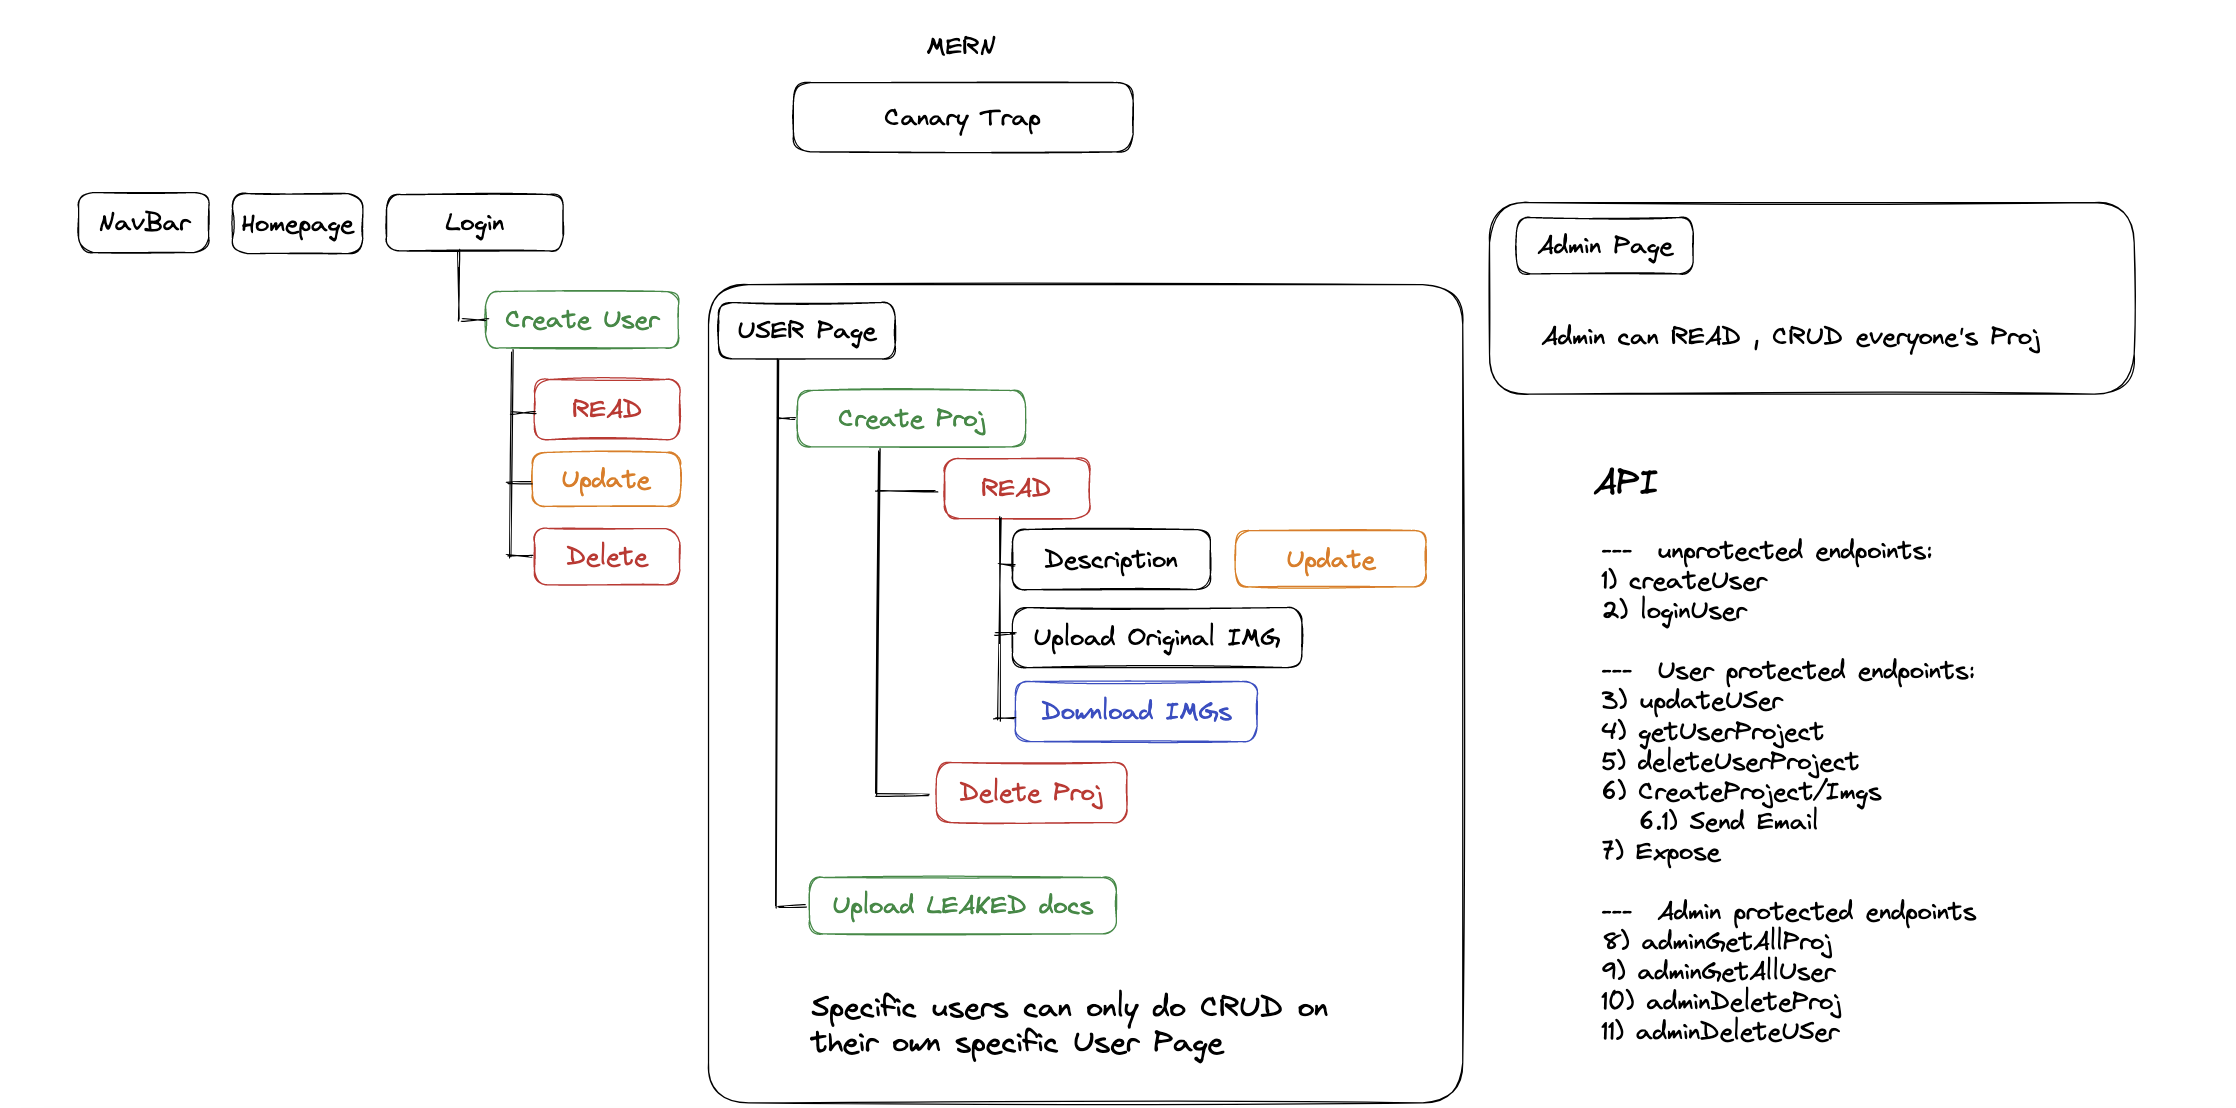 MERN
Canary Trap
NavBar
Homepage
Login
Create User
READ
Update
Delete
USER Page
Create Proj
READ
Description
Update
Upload Original IMG
Download IMGs
Delete Proj
Upload LEAKED docs
Specific users can only do CRUD on
their own specific User Page
Admin Page
Admin can READ , CRUD everyone's Proj
API
--- unprotected endpoints:
1) createUser
2) loginUser
--- User protected endpoints:
3) updateUSer
4) getUserProject
5) deleteUserProject
6) CreateProject/Imgs
6.1) Send Email
7) Expose
--- Admin protected endpoints
8) adminGetAllProj
9) adminGetAllUser
10) adminDeleteProj
11) adminDeleteUSer